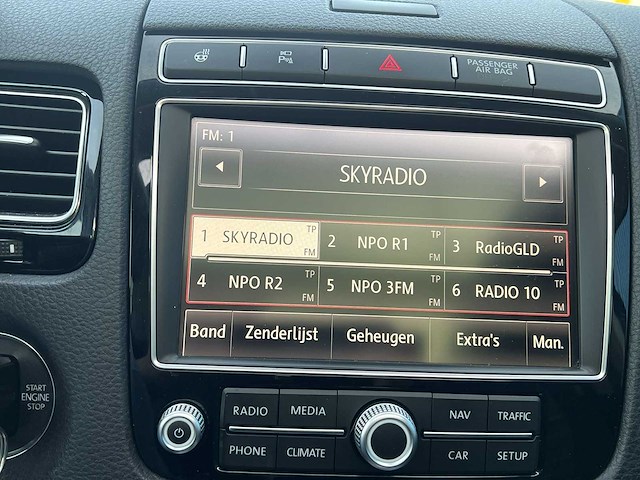 PASSENGER
AIR BAG
FM: 1
SKYRADIO
1 SKYRADIO TP FM
2 NPO R1 TP FM
3 RadioGLD TP FM
4 NPO R2 TP FM
5 NPO 3FM TP FM
6 RADIO 10 TP FM
Band Zenderlijst Geheugen Extra's Man.
START
ENGINE
STOP
RADIO MEDIA NAV TRAFFIC
PHONE CLIMATE CAR SETUP